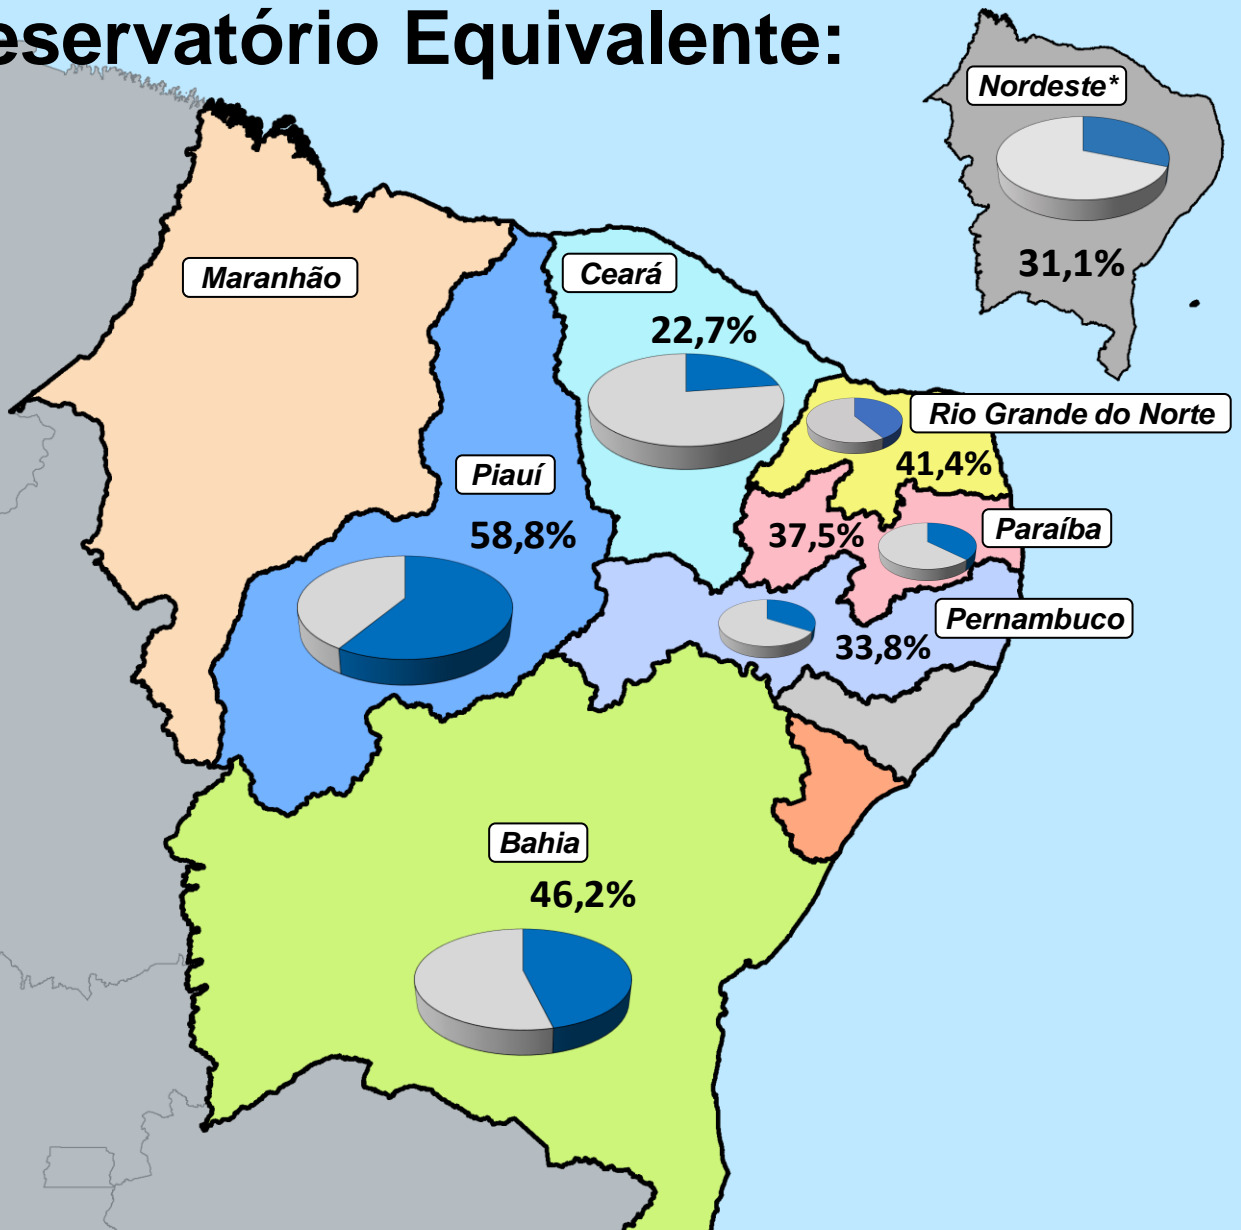 eservatório Equivalente:
Nordeste*
31,1%
Maranhão
Ceará
22,7%
Rio Grande do Norte
41,4%
Piauí
58,8%
37,5%
Paraíba
Pernambuco
33,8%
Bahia
46,2%